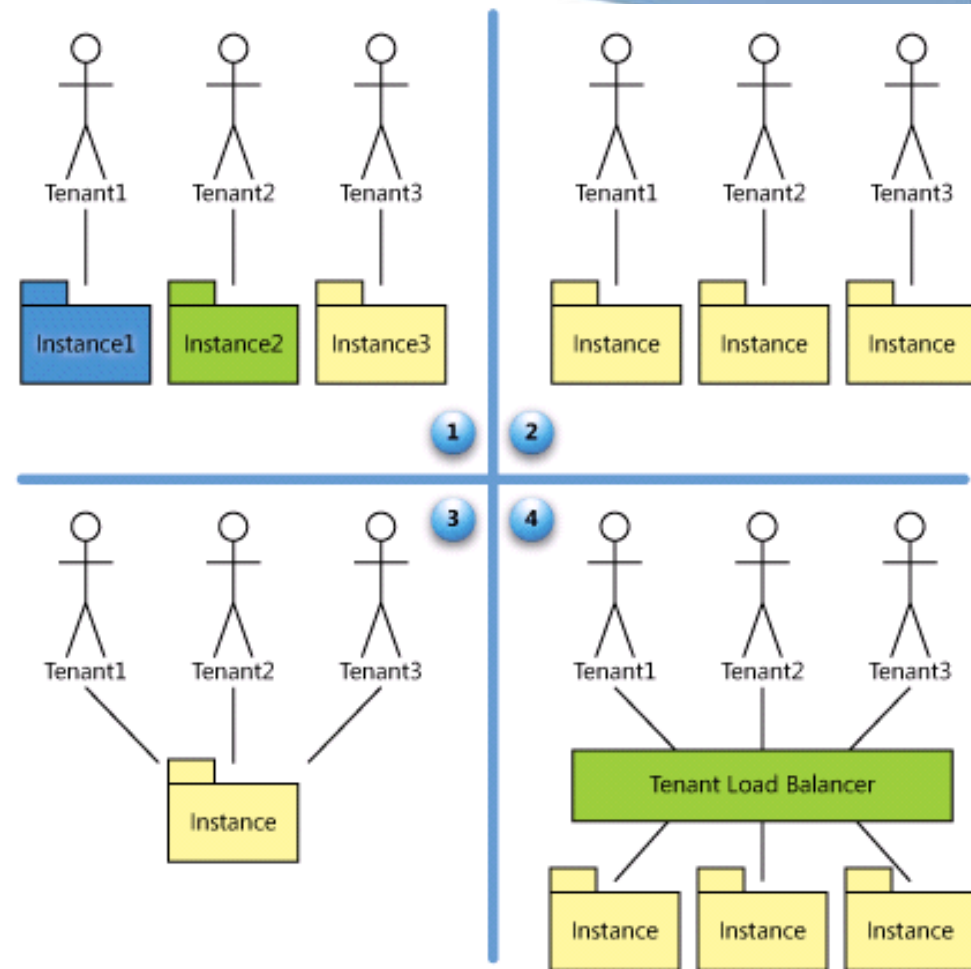 Tenant1 Tenant2 Tenant3
Instance1 Instance2 Instance3
1
Tenant1 Tenant2 Tenant3
Instance Instance Instance
2
3
Tenant1 Tenant2 Tenant3
Instance
4
Tenant1 Tenant2 Tenant3
Tenant Load Balancer
Instance Instance Instance